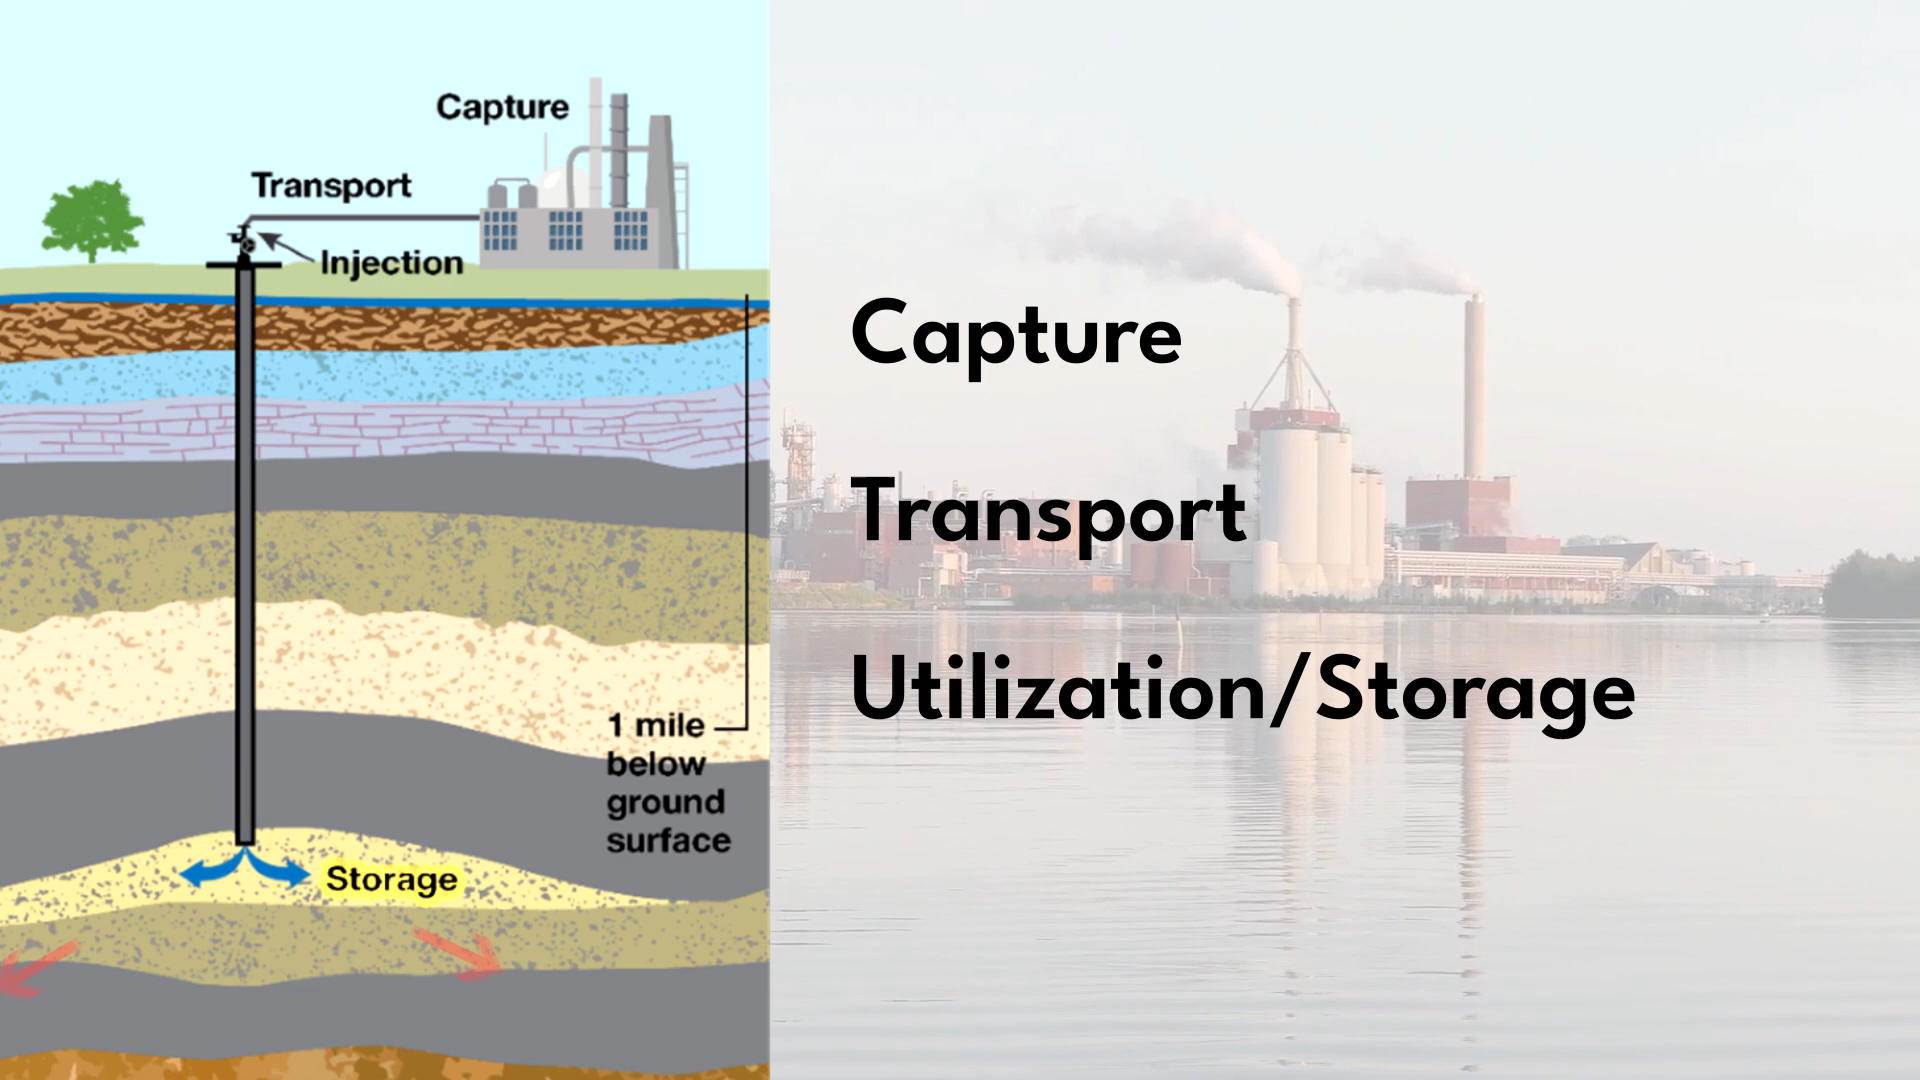 Capture
Transport
Injection
1 mile
below
ground
surface
Storage
Capture
Transport
Utilization/Storage